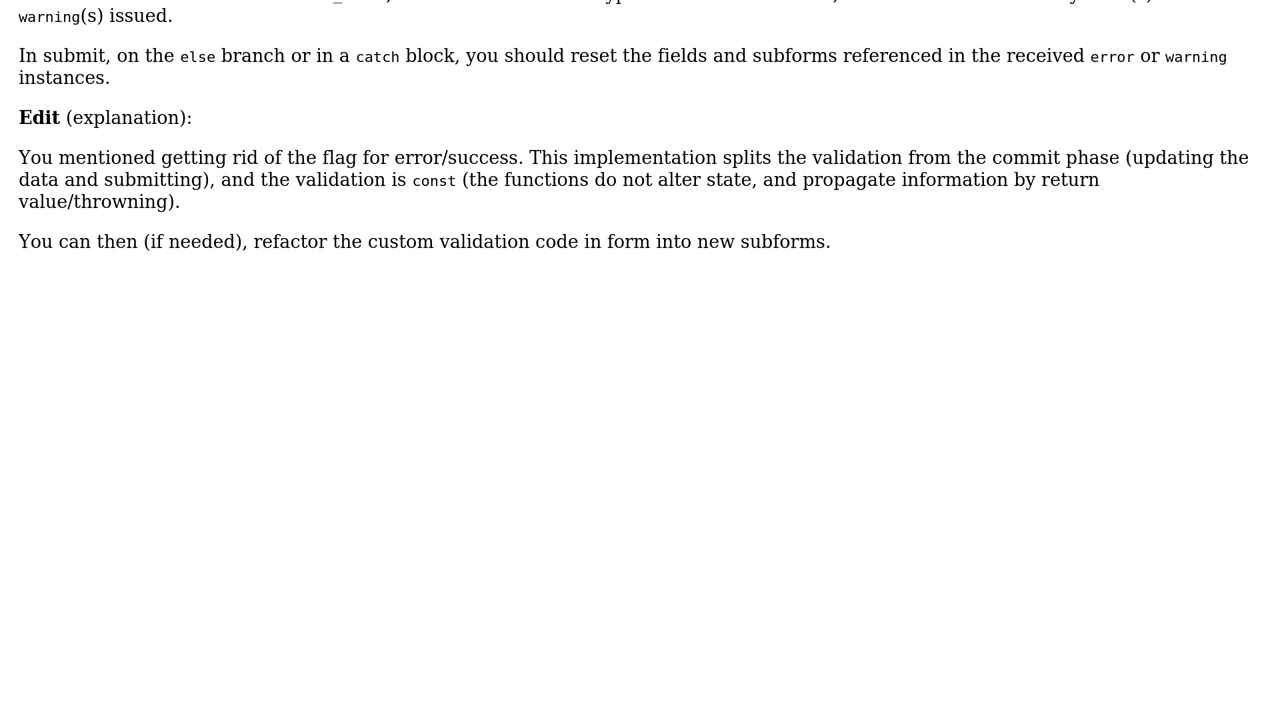 warning(s) issued.
In submit, on the else branch or in a catch block, you should reset the fields and subforms referenced in the received error or warning
instances.
Edit (explanation):
You mentioned getting rid of the flag for error/success. This implementation splits the validation from the commit phase (updating the
data and submitting), and the validation is const (the functions do not alter state, and propagate information by return
value/throwning).
You can then (if needed), refactor the custom validation code in form into new subforms.